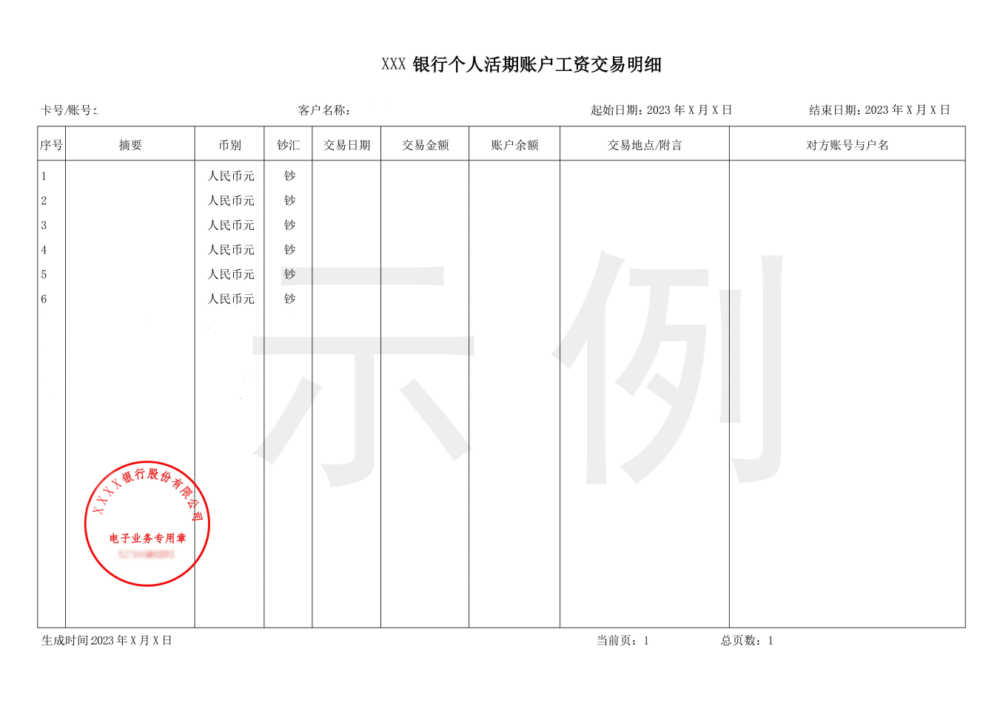 XXX 银行个人活期账户工资交易明细
卡号/账号: 客户名称: 起始日期: 2023 年 X 月 X 日 结束日期: 2023 年 X 月 X 日
序号 摘要 币别 钞汇 交易日期 交易金额 账户余额 交易地点/附言 对方账号与户名
1 人民币元 钞
2 人民币元 钞
3 人民币元 钞
4 人民币元 钞
5 人民币元 钞
6 人民币元 钞
示例
XXXX银行股份有限公司
电子业务专用章
生成时间:2023 年 X 月 X 日 当前页: 1 总页数: 1